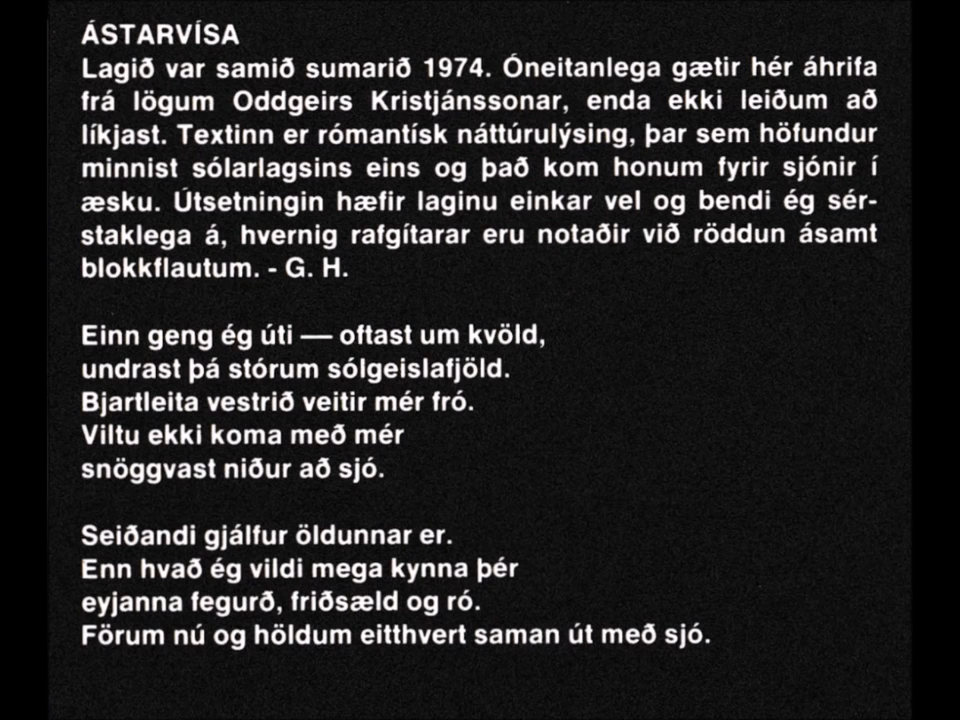 ÁSTARVÍSA
Lagið var samið sumarið 1974. Óneitanlega gætir hér áhrifa
frá lögum Oddgeirs Kristjánssonar, enda ekki leiðum að
líkjast. Textinn er rómantísk náttúrulýsing, þar sem höfundur
minnist sólarlagsins eins og það kom honum fyrir sjónir í
æsku. Útsetningin hæfir laginu einkar vel og bendi ég sér-
staklega á, hvernig rafgítarar eru notaðir við röddun ásamt
blokkflautum. - G. H.

Einn geng ég úti — oftast um kvöld,
undrast þá stórum sólgeislafjöld.
Bjartleita vestrið veitir mér fró.
Viltu ekki koma með mér
snöggvast niður að sjó.

Seiðandi gjálfur öldunnar er.
Enn hvað ég vildi mega kynna þér
eyjanna fegurð, friðsæld og ró.
Förum nú og höldum eitthvert saman út með sjó.